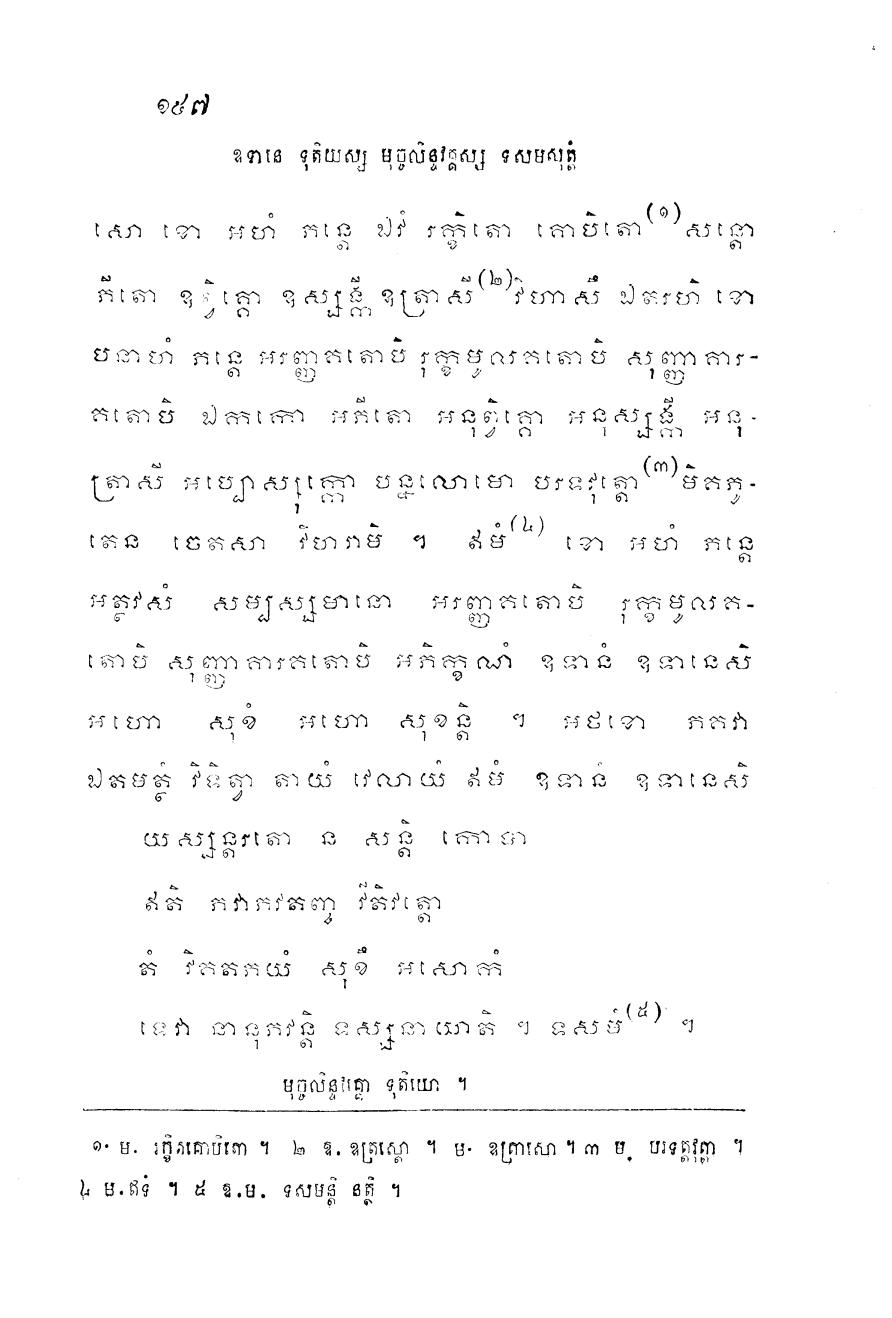 ១៥៧
ឧទានេ ទុតិយស្ស មុច្ចលិន្ទវគ្គស្ស ទសមសុត្តំ
សោ ខោ អហំ ភន្តេ ឯវំ រក្ខិតោ គោបិតោ(១)សន្តោ
ភីតោ ឧព្វិគ្គោ ឧស្សង្កី ឧត្រាសី(២)វិហាសឹ ឯតរហិ ខោ
បនាហំ ភន្តេ អរញ្ញគតោបិ រុក្ខមូលគតោបិ សុញ្ញាគារ-
គតោបិ ឯកកោ អភីតោ អនុព្វិគ្គោ អនុស្សង្កី អនុ-
ត្រាសី អប្បោស្សុក្កោ បន្នលោមោ បរទវុត្តោ(៣)មិគភូ-
តេន ចេតសា វិហរាមិ ។ ឥមំ(៤) ខោ អហំ ភន្តេ
អត្ថវសំ សម្បស្សមានោ អរញ្ញគតោបិ រុក្ខមូលគ-
តោបិ សុញ្ញាគារគតោបិ អភិក្ខណំ ឧទានំ ឧទានេសិ
អហោ សុខំ អហោ សុខន្តិ ។ អថខោ ភគវា
ឯតមត្ថំ វិទិត្វា តាយំ វេលាយំ ឥមំ ឧទានំ ឧទានេសិ
យស្សន្តរតោ ន សន្តិ កោបា
ឥតិ ភវាភវតញ្ច វីតិវត្តោ
តំ វិគតភយំ សុខឹ អសោកំ
ទេវា នានុភវន្តិ ទស្សនាយាតិ ។ ទសមំ(៥) ។
មុច្ចលិន្ទវគ្គោ ទុតិយោ ។
១. ម. រក្ខិតគោបិតោ ។ ២ ឱ. ឧត្រស្តោ ។ ម. ឧត្រាសោ ។ ៣ ម. បរទត្តវុត្តោ ។
៤ ម. ឥទំ ។ ៥ ឱ.ម. ទសមន្តិ នត្ថិ ។